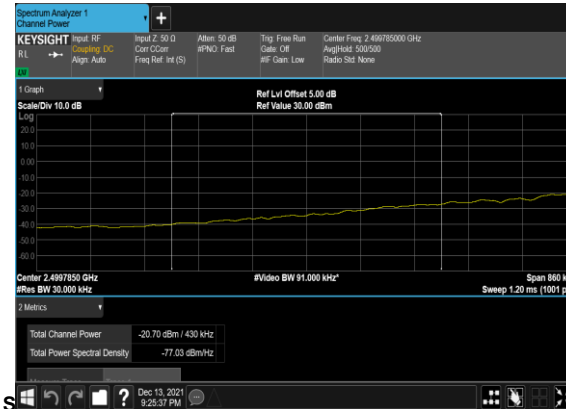 Spectrum Analyzer 1
Channel Power
+
KEYSIGHT Input: RF Input Z: 50 Ω Atten: 50 dB Trig: Free Run Center Freq: 2.499785000 GHz
RL Coupling: DC Corr CCorr #PNO: Fast Gate: Off Avg|Hold: 500/500
Align: Auto Freq Ref: Int (S) #IF Gain: Low Radio Std: None
1 Graph Ref Lvl Offset 5.00 dB
Scale/Div 10.0 dB Ref Value 30.00 dBm
Log
20.0
10.0
0.00
-10.0
-20.0
-30.0
-40.0
-50.0
-60.0
Center 2.4997850 GHz #Video BW 91.000 kHz* Span 860 k
#Res BW 30.000 kHz Sweep 1.20 ms (1001 p
2 Metrics
Total Channel Power -20.70 dBm / 430 kHz
Total Power Spectral Density -77.03 dBm/Hz
s
? Dec 13, 2021
9:25:37 PM